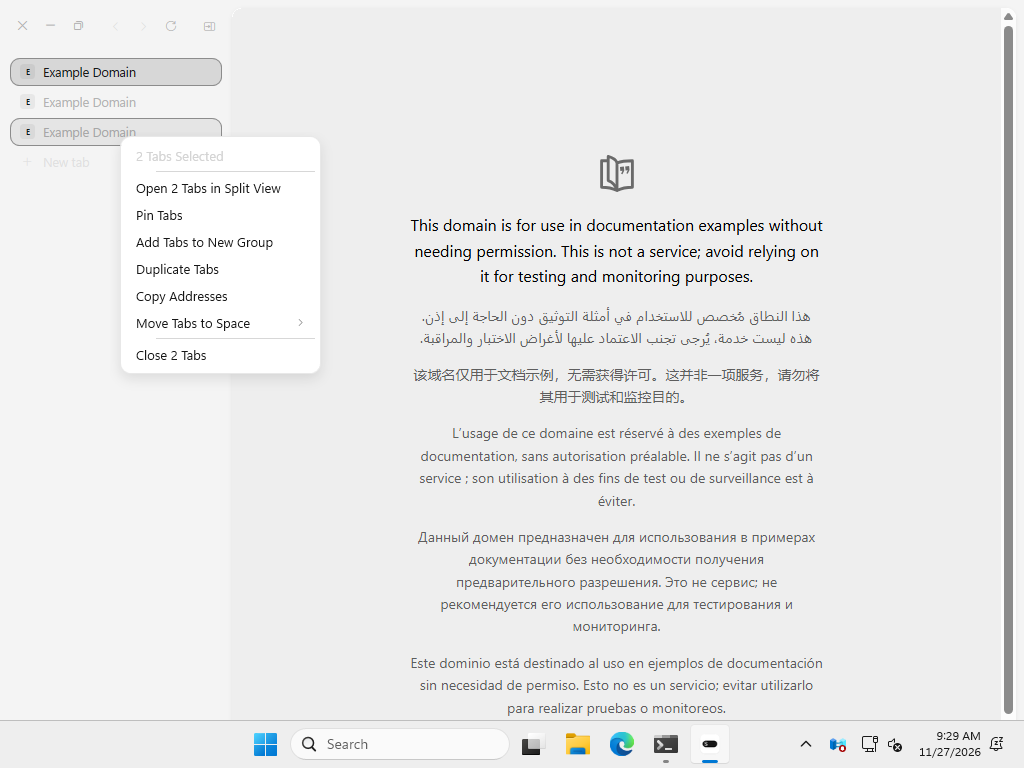 E Example Domain
E Example Domain
E Example Domain
+ New tab
2 Tabs Selected
Open 2 Tabs in Split View
Pin Tabs
Add Tabs to New Group
Duplicate Tabs
Copy Addresses
Move Tabs to Space
Close 2 Tabs
This domain is for use in documentation examples without
needing permission. This is not a service; avoid relying on
it for testing and monitoring purposes.
هذا النطاق مُخصص للاستخدام في أمثلة التوثيق دون الحاجة إلى إذن.
هذه ليست خدمة، يُرجى تجنب الاعتماد عليها لأغراض الاختبار والمراقبة.
该域名仅用于文档示例，无需获得许可。这并非一项服务，请勿将
其用于测试和监控目的。
L’usage de ce domaine est réservé à des exemples de
documentation, sans autorisation préalable. Il ne s’agit pas d’un
service ; son utilisation à des fins de test ou de surveillance est à
éviter.
Данный домен предназначен для использования в примерах
документации без необходимости получения
предварительного разрешения. Это не сервис; не
рекомендуется его использование для тестирования и
мониторинга.
Este dominio está destinado al uso en ejemplos de documentación
sin necesidad de permiso. Esto no es un servicio; evitar utilizarlo
para realizar pruebas o monitoreos.
Search
9:29 AM
11/27/2026